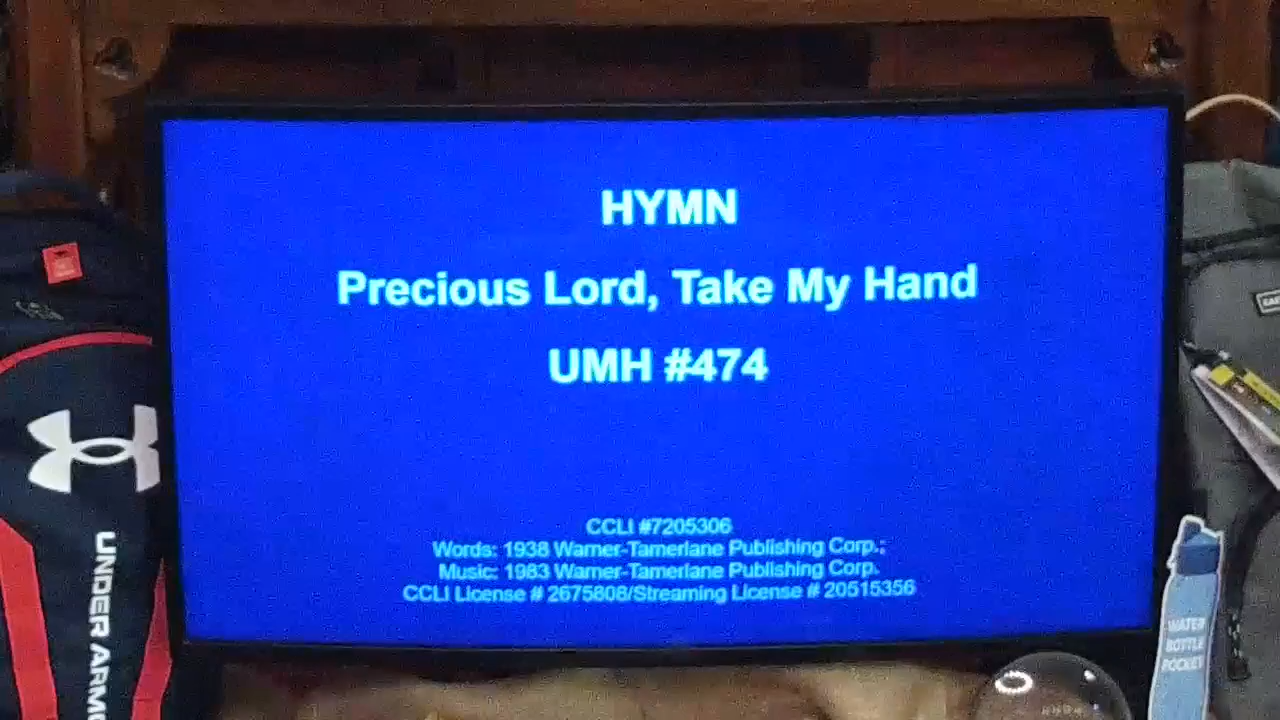 HYMN
Precious Lord, Take My Hand
UMH #474
CCLI #7205306
Words: 1938 Warner-Tamerlane Publishing Corp.;
Music: 1983 Warner-Tamerlane Publishing Corp.
CCLI License # 2675808/Streaming License # 20515356
UNDER ARMO
WATER
BOTTLE
POCKET